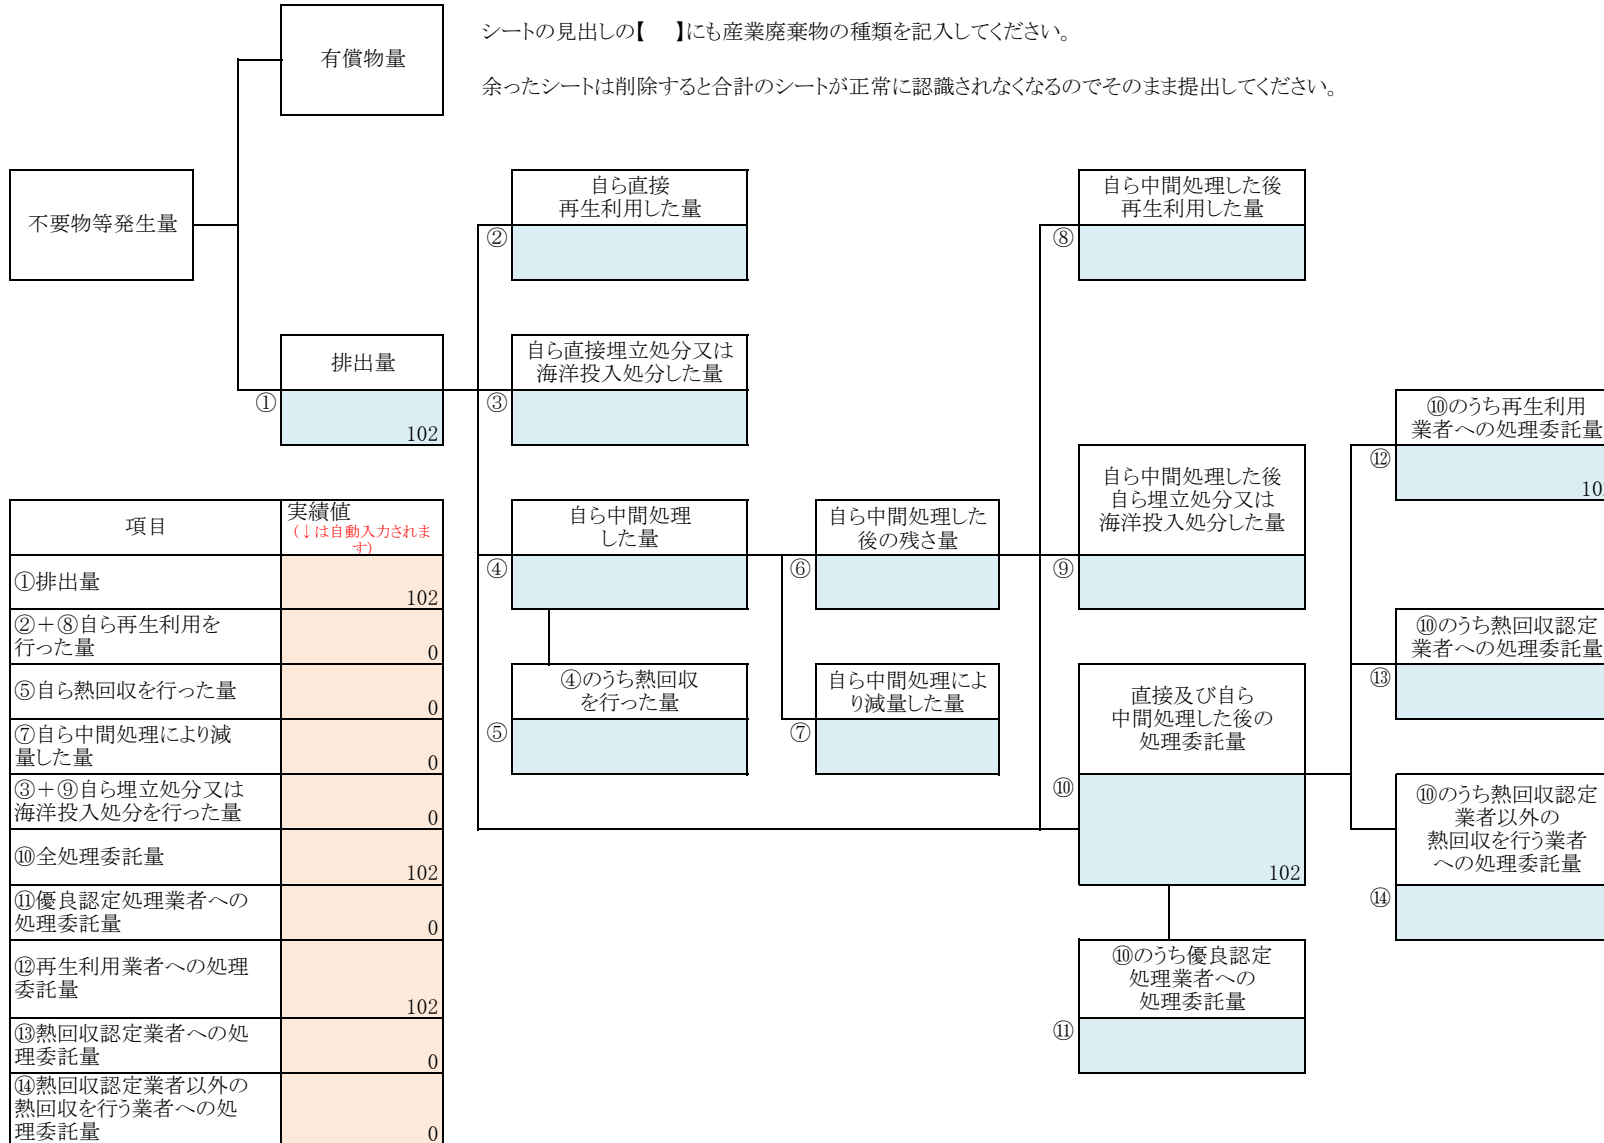 シートの見出しの【　】にも産業廃棄物の種類を記入してください。
余ったシートは削除すると合計のシートが正常に認識されなくなるのでそのまま提出してください。
有償物量
不要物等発生量
自ら直接
再生利用した量
②
自ら中間処理した後
再生利用した量
⑧
排出量
①
102
自ら直接埋立処分又は
海洋投入処分した量
③
⑩のうち再生利用
業者への処理委託量
⑫
自ら中間処理
した量
④
自ら中間処理した
後の残さ量
⑥
自ら中間処理した後
自ら埋立処分又は
海洋投入処分した量
⑨
④のうち熱回収
を行った量
⑤
自ら中間処理によ
り減量した量
⑦
直接及び自ら
中間処理した後の
処理委託量
⑩
102
⑩のうち熱回収認定
業者への処理委託量
⑬
⑩のうち熱回収認定
業者以外の
熱回収を行う業者
への処理委託量
⑭
⑩のうち優良認定
処理業者への
処理委託量
⑪
項目
実績値
(↓は自動入力されま
す)
①排出量
102
②+⑧自ら再生利用を
行った量
0
⑤自ら熱回収を行った量
0
⑦自ら中間処理により減
量した量
0
③+⑨自ら埋立処分又は
海洋投入処分を行った量
0
⑩全処理委託量
102
⑪優良認定処理業者への
処理委託量
0
⑫再生利用業者への処理
委託量
102
⑬熱回収認定業者への処
理委託量
0
⑭熱回収認定業者以外の
熱回収を行う業者への処
理委託量
0